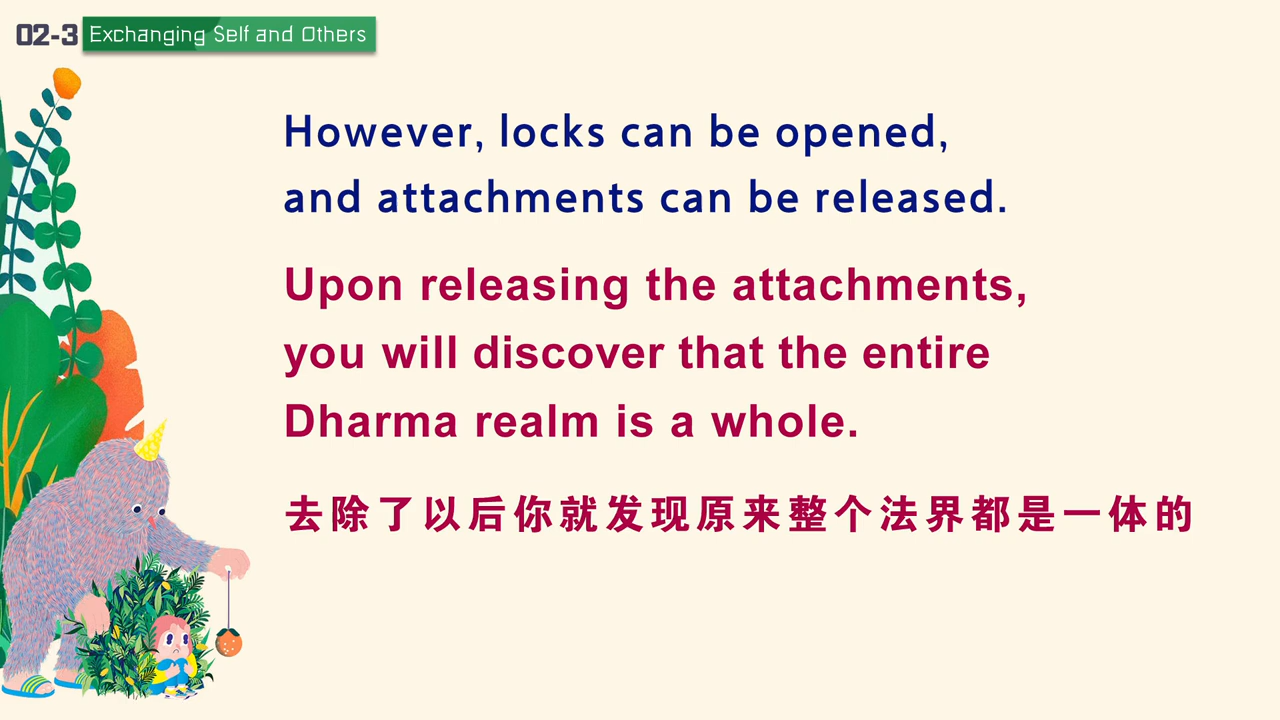 02-3 Exchanging Self and Others
However, locks can be opened,
and attachments can be released.
Upon releasing the attachments,
you will discover that the entire
Dharma realm is a whole.
去除了以后你就发现原来整个法界都是一体的